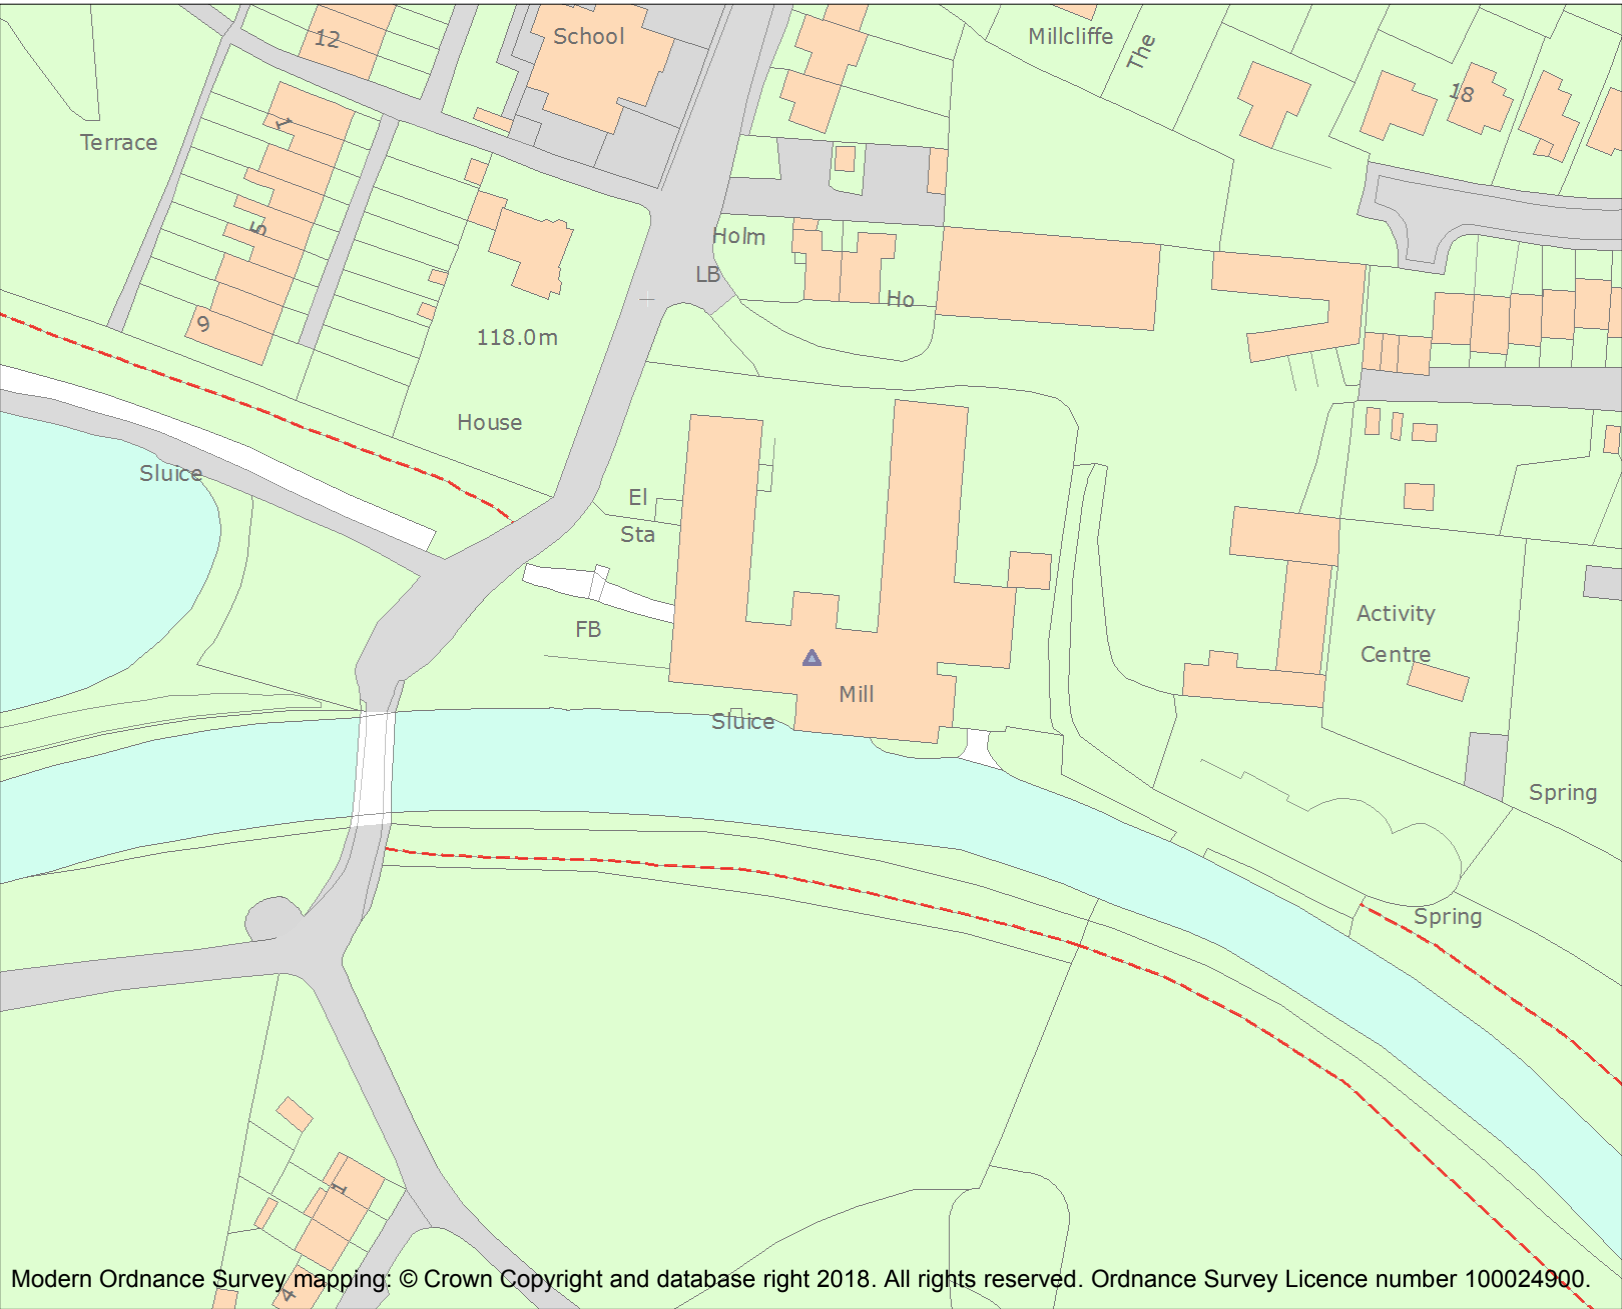 12
School
Millcliffe
The
18
1
Terrace
5
Holm
LB
Ho
9
118.0m
House
Sluice
El
Sta
FB
Activity
Centre
Mill
Sluice
Spring
Spring
1
4
Modern Ordnance Survey mapping: © Crown Copyright and database right 2018. All rights reserved. Ordnance Survey Licence number 100024900.